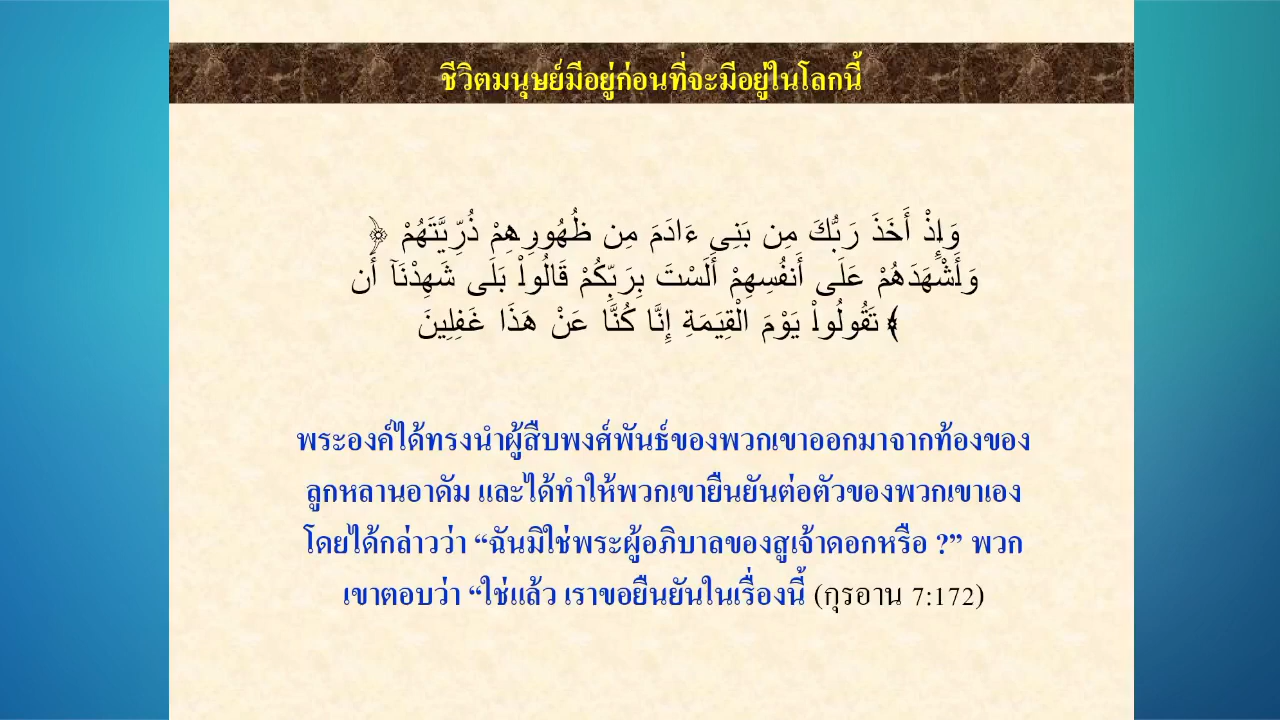 ชีวิตมนุษย์มีอยู่ก่อนที่จะมีอยู่ในโลกนี้
وَإِذْ أَخَذَ رَبُّكَ مِن بَنِى ءَادَمَ مِن ظُهُورِهِمْ ذُرِّيَّتَهُمْ ﴿
وَأَشْهَدَهُمْ عَلَى أَنفُسِهِمْ أَلَسْتَ بِرَبِّكُمْ قَالُواْ بَلَى شَهِدْنَآ أَن
﴾ تَقُولُواْ يَوْمَ الْقِيَمَةِ إِنَّا كُنَّا عَنْ هَذَا غَفِلِينَ
พระองค์ได้ทรงนำผู้สืบพงศ์พันธ์ของพวกเขาออกมาจากท้องของ
ลูกหลานอาดัม และได้ทำให้พวกเขายืนยันต่อตัวของพวกเขาเอง
โดยได้กล่าวว่า “ฉันมิใช่พระผู้อภิบาลของสูเจ้าดอกหรือ ?” พวก
เขาตอบว่า “ใช่แล้ว เราขอยืนยันในเรื่องนี้ (กุรอาน 7:172)